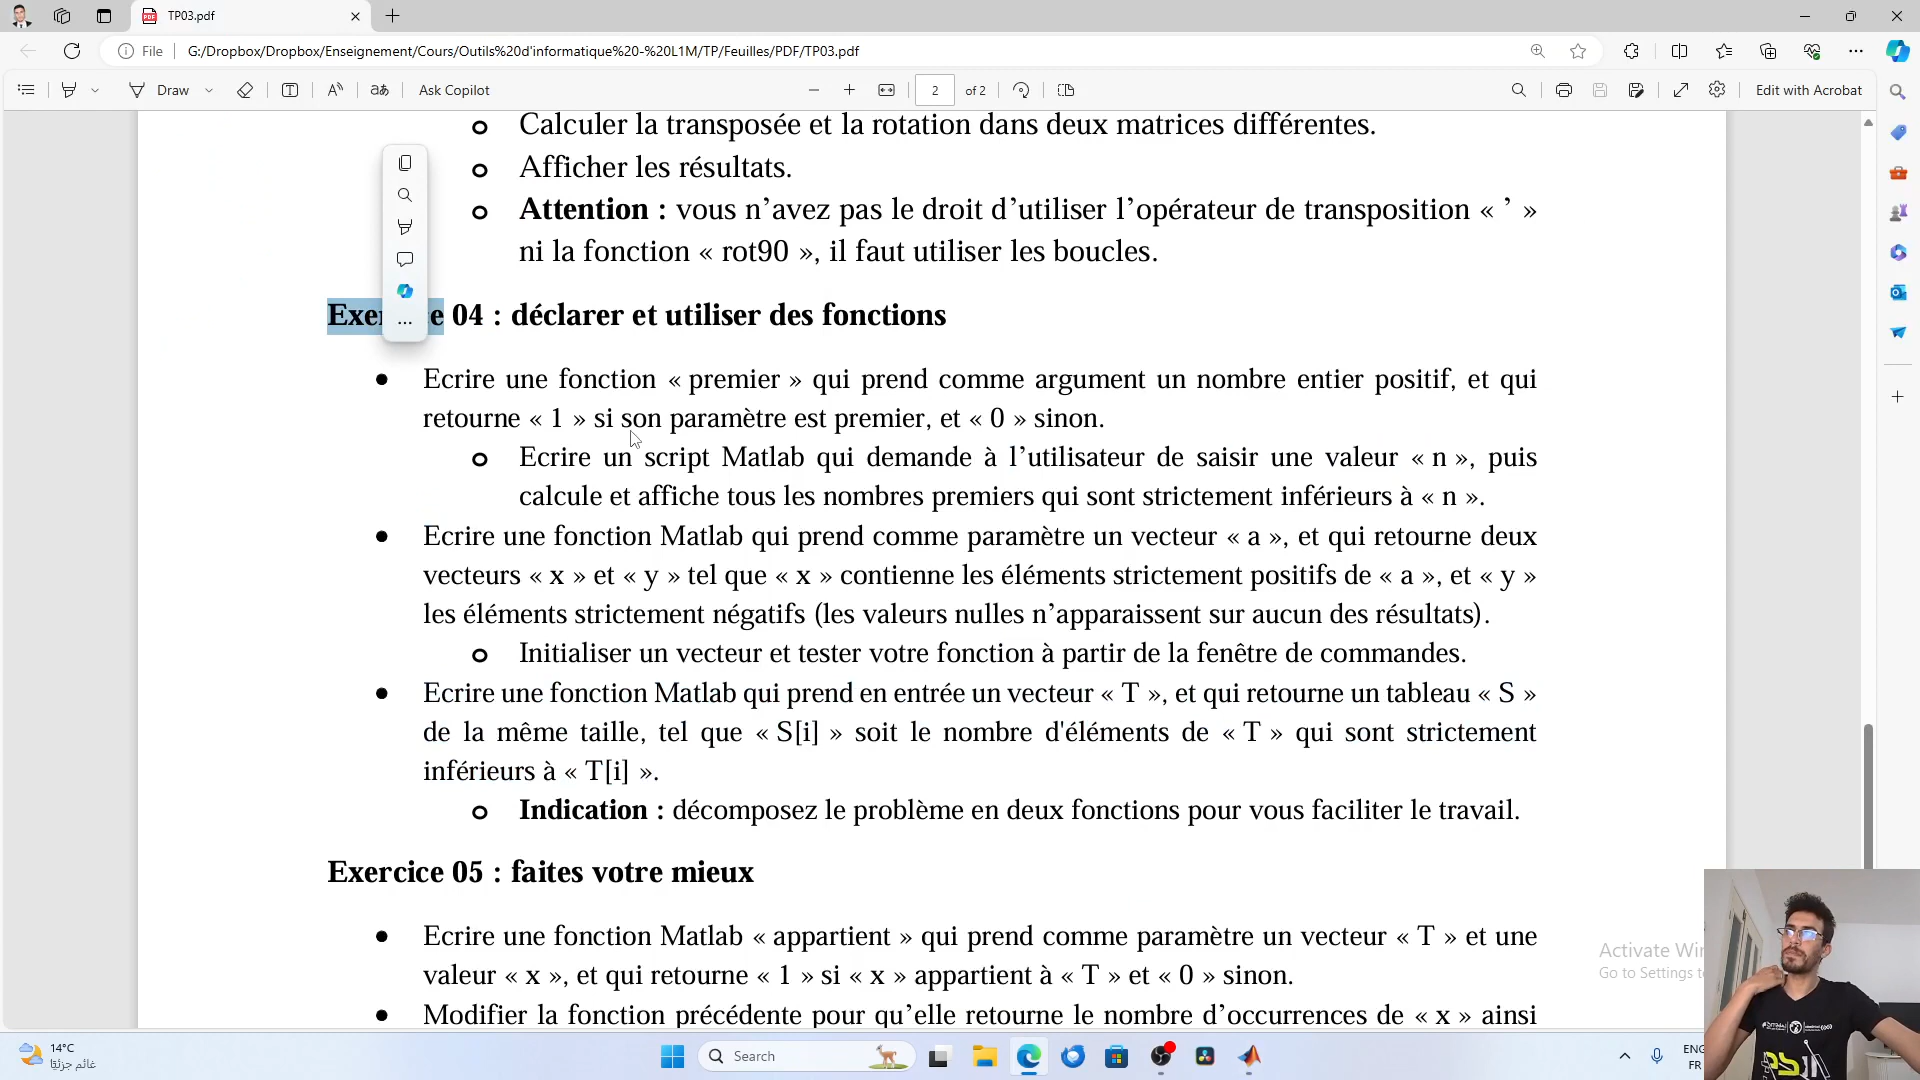 TP03.pdf
File
G:/Dropbox/Dropbox/Enseignement/Cours/Outils%20d'informatique%20-%20L1M/TP/Feuilles/PDF/TP03.pdf
Draw
Ask Copilot
2
of 2
Edit with Acrobat
o Calculer la transposée et la rotation dans deux matrices différentes.
o Afficher les résultats.
o Attention : vous n’avez pas le droit d’utiliser l’opérateur de transposition « ’ »
ni la fonction « rot90 », il faut utiliser les boucles.
04 : déclarer et utiliser des fonctions
● Ecrire une fonction « premier » qui prend comme argument un nombre entier positif, et qui
retourne « 1 » si son paramètre est premier, et « 0 » sinon.
o Ecrire un script Matlab qui demande à l’utilisateur de saisir une valeur « n », puis
calcule et affiche tous les nombres premiers qui sont strictement inférieurs à « n ».
● Ecrire une fonction Matlab qui prend comme paramètre un vecteur « a », et qui retourne deux
vecteurs « x » et « y » tel que « x » contienne les éléments strictement positifs de « a », et « y »
les éléments strictement négatifs (les valeurs nulles n’apparaissent sur aucun des résultats).
o Initialiser un vecteur et tester votre fonction à partir de la fenêtre de commandes.
● Ecrire une fonction Matlab qui prend en entrée un vecteur « T », et qui retourne un tableau « S »
de la même taille, tel que « S[i] » soit le nombre d'éléments de « T » qui sont strictement
inférieurs à « T[i] ».
o Indication : décomposez le problème en deux fonctions pour vous faciliter le travail.
Exercice 05 : faites votre mieux
● Ecrire une fonction Matlab « appartient » qui prend comme paramètre un vecteur « T » et une
valeur « x », et qui retourne « 1 » si « x » appartient à « T » et « 0 » sinon.
● Modifier la fonction précédente pour qu’elle retourne le nombre d’occurrences de « x » ainsi
Activate
Go to Settings
14°C
غائم جزئيًا
Search
ENG
FR